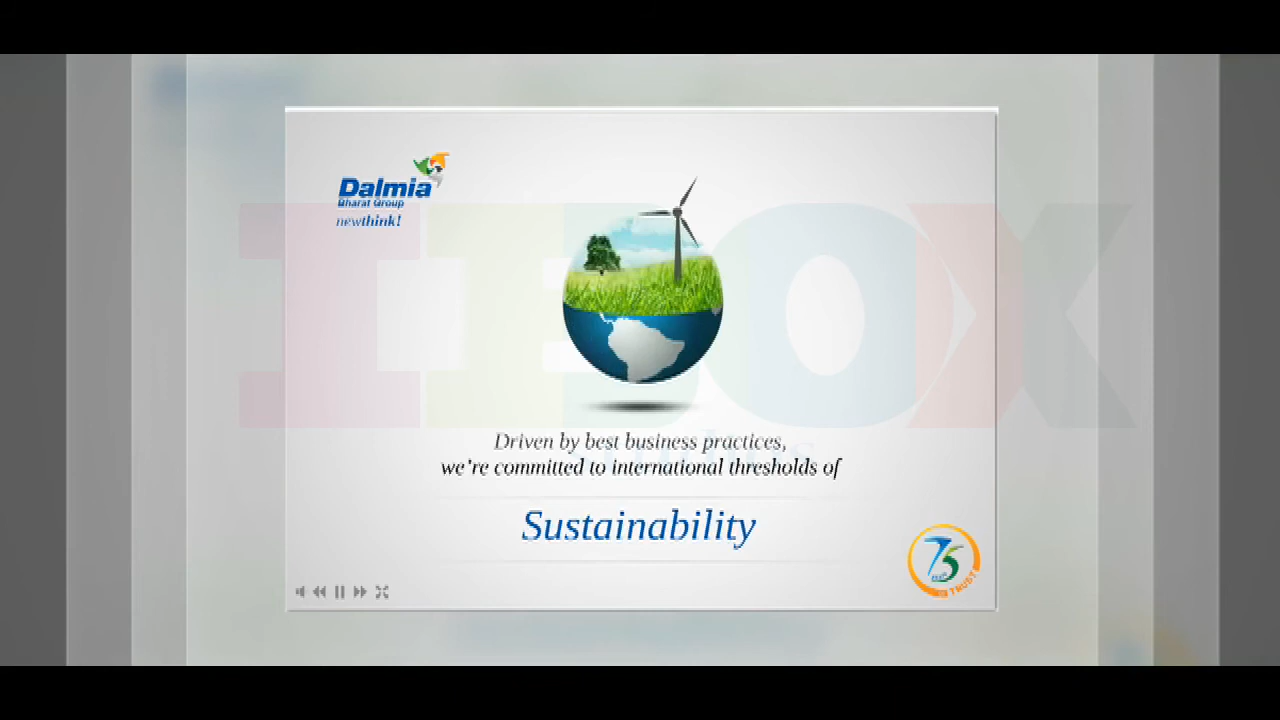 Dalmia
Bharat Group
newthink!
IBOX
Driven by best business practices,
we're committed to international thresholds of
Sustainability
75
TRUST